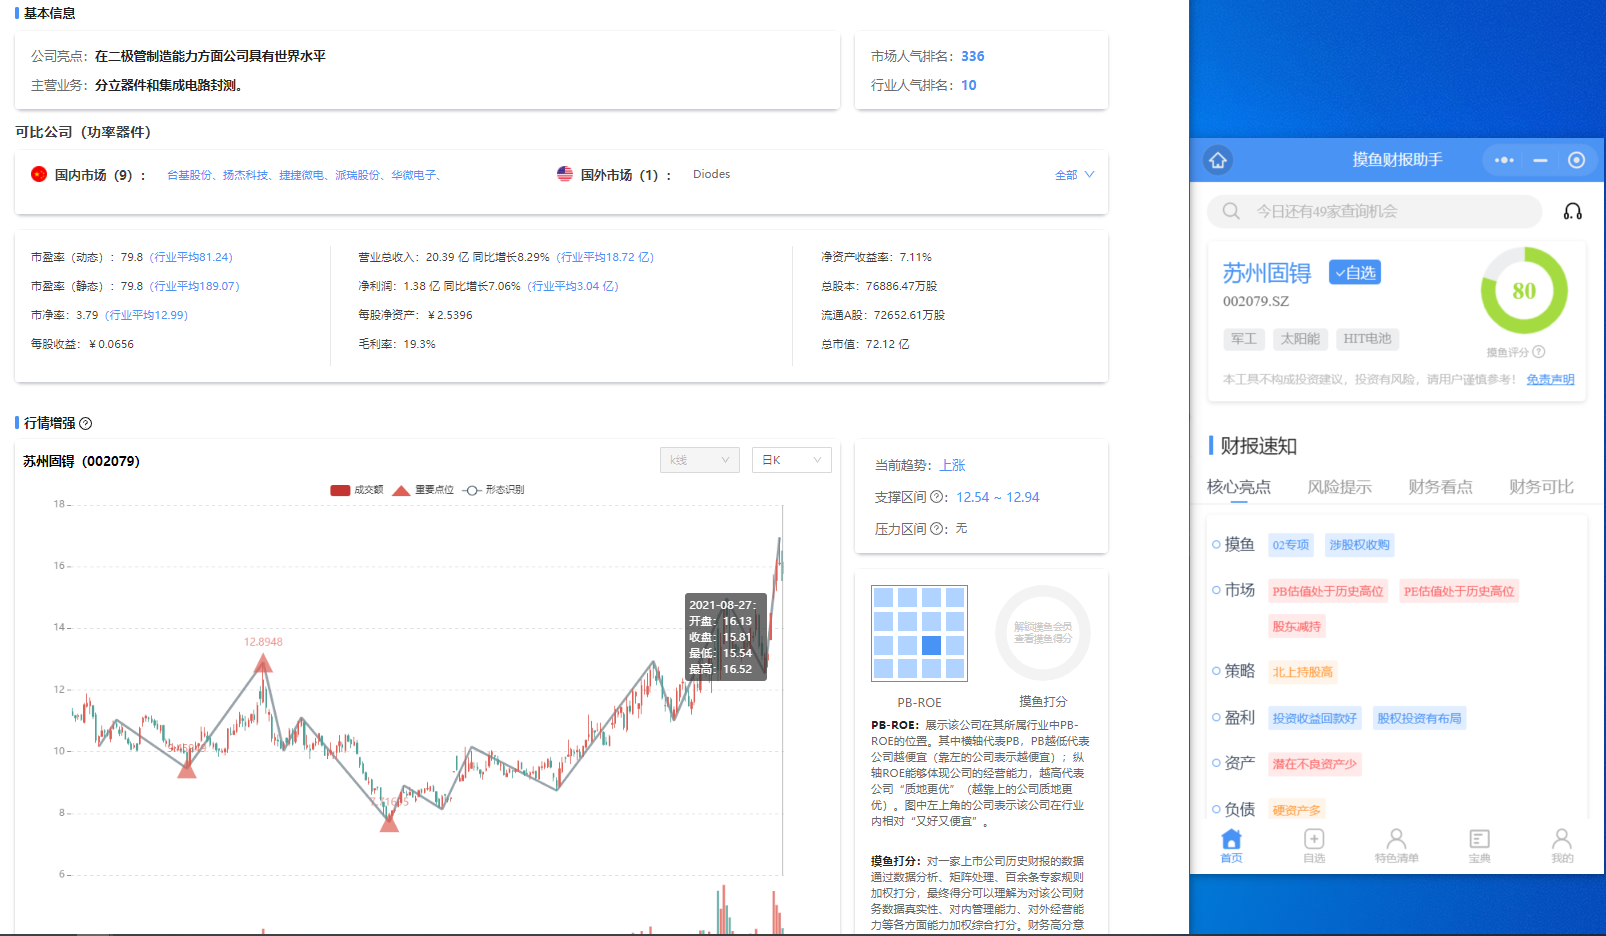 基本信息
公司亮点：在二极管制造能力方面公司具有世界水平
主营业务：分立器件和集成电路封测。
市场人气排名：336
行业人气排名：10
可比公司（功率器件）
国内市场（9）： 台基股份、扬杰科技、捷捷微电、派瑞股份、华微电子、
国外市场（1）： Diodes
全部
市盈率（动态）：79.8（行业平均81.24）
市盈率（静态）：79.8（行业平均189.07）
市净率：3.79（行业平均12.99）
每股收益：￥0.0656
营业总收入：20.39 亿 同比增长8.29%（行业平均18.72 亿）
净利润：1.38 亿 同比增长7.06%（行业平均3.04 亿）
每股净资产：￥2.5396
毛利率：19.3%
净资产收益率：7.11%
总股本：76886.47万股
流通A股：72652.61万股
总市值：72.12 亿
行情增强
苏州固锝（002079）
k线
日K
成交额 重要点位 形态识别
18
16
14
12
10
8
6
12.8948
2021-08-27：
开盘：16.13
收盘：15.81
最低：15.54
最高：16.52
当前趋势：上涨
支撑区间：12.54 ~ 12.94
压力区间：无
解锁摸鱼会员
查看摸鱼得分
PB-ROE
摸鱼打分
PB-ROE：展示该公司在其所属行业中PB-
ROE的位置。其中横轴代表PB，PB越低代表
公司越便宜（靠左的公司表示越便宜）；纵
轴ROE能够体现公司的经营能力，越高代表
公司“质地更优”（越靠上的公司质地更
优）。图中左上角的公司表示该公司在行业
内相对“又好又便宜”。
摸鱼打分：对一家上市公司历史财报的数据
通过数据分析、矩阵处理、百余条专家规则
加权打分，最终得分可以理解为对该公司财
务数据真实性、对内管理能力、对外经营能
力等各方面能力加权综合打分。财务高分意
摸鱼财报助手
今日还有49家查询机会
苏州固锝
自选
002079.SZ
军工 太阳能 HIT电池
80
摸鱼评分
本工具不构成投资建议，投资有风险，请用户谨慎参考！ 免责声明
财报速知
核心亮点 风险提示 财务看点 财务可比
摸鱼 02专项 涉股权收购
市场 PB估值处于历史高位 PE估值处于历史高位
股东减持
策略 北上持股高
盈利 投资收益回款好 股权投资有布局
资产 潜在不良资产少
负债 硬资产多
首页 自选 特色清单 宝典 我的